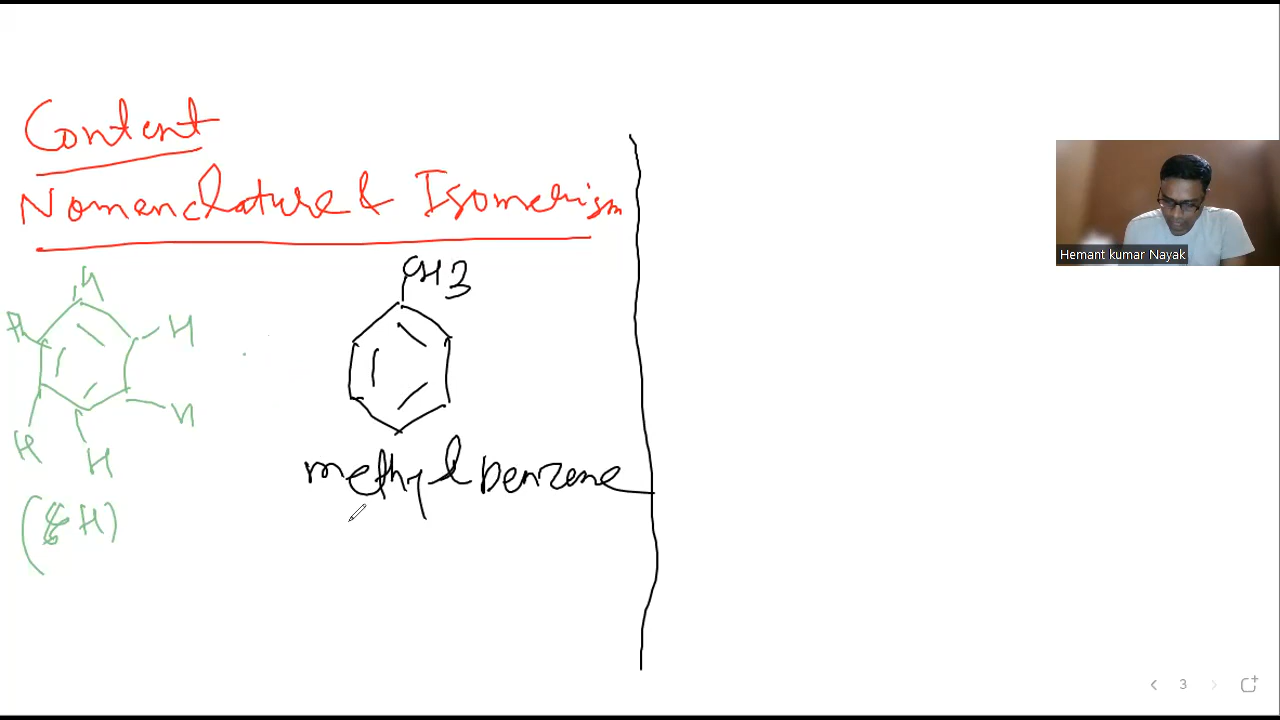 Content
Nomenclature & Isomerism
CH3
H
H
H
H
H
H
methyl benzene
(6H)
Hemant kumar Nayak
3